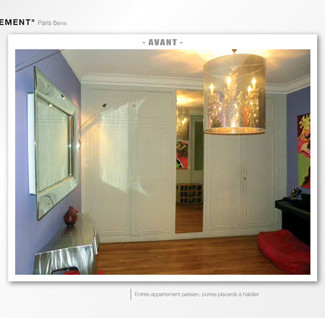 EMENT" Paris 6ème
- AVANT -
Entrée appartement parisien, portes placards à habiller